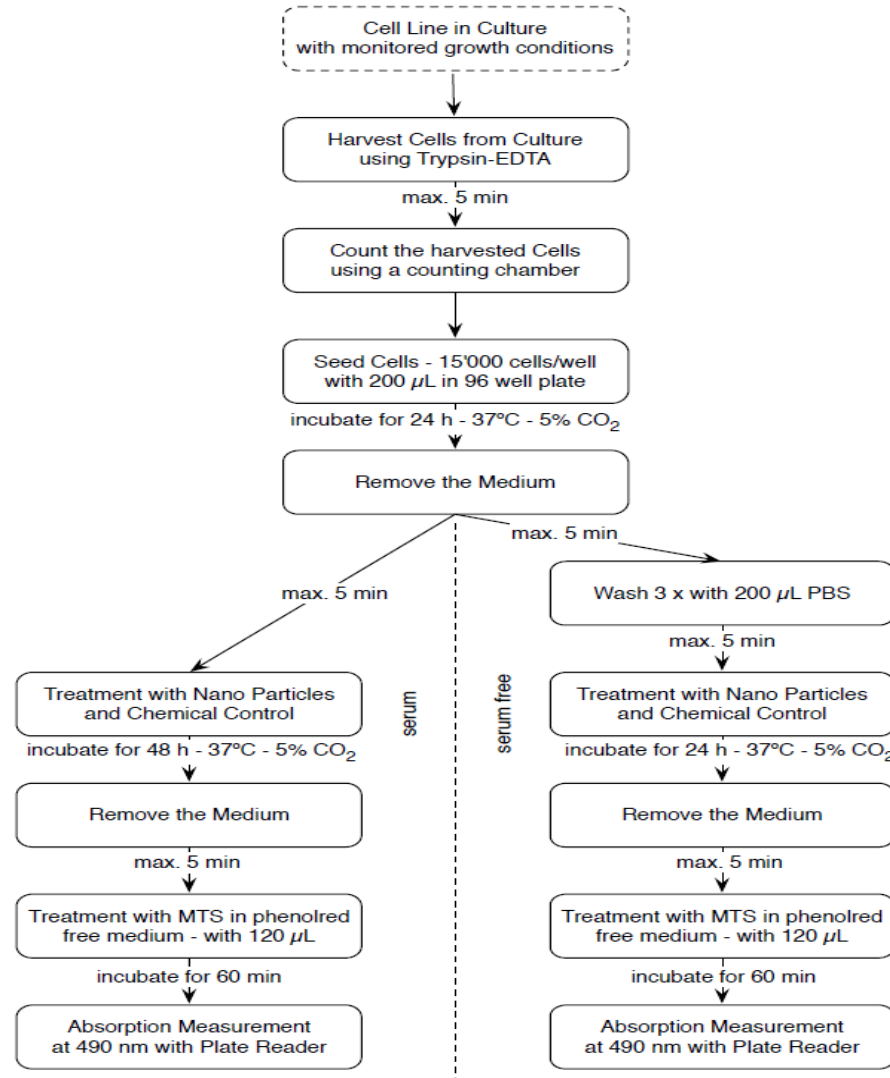 Cell Line in Culture
with monitored growth conditions
Harvest Cells from Culture
using Trypsin-EDTA
max. 5 min
Count the harvested Cells
using a counting chamber
Seed Cells - 15'000 cells/well
with 200 µL in 96 well plate
incubate for 24 h - 37ºC - 5% CO2
Remove the Medium
max. 5 min
Treatment with Nano Particles
and Chemical Control
incubate for 48 h - 37ºC - 5% CO2
Remove the Medium
max. 5 min
Treatment with MTS in phenolred
free medium - with 120 µL
incubate for 60 min
Absorption Measurement
at 490 nm with Plate Reader
serum
serum free
max. 5 min
Wash 3 x with 200 µL PBS
max. 5 min
Treatment with Nano Particles
and Chemical Control
incubate for 24 h - 37ºC - 5% CO2
Remove the Medium
max. 5 min
Treatment with MTS in phenolred
free medium - with 120 µL
incubate for 60 min
Absorption Measurement
at 490 nm with Plate Reader